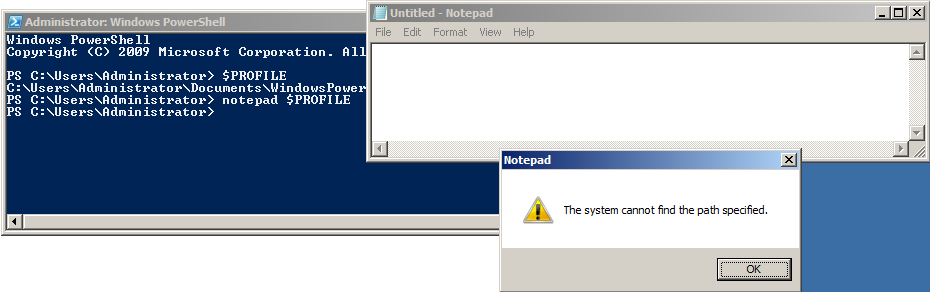 Administrator: Windows PowerShell
Windows PowerShell
Copyright (C) 2009 Microsoft Corporation. All
PS C:\Users\Administrator> $PROFILE
C:\Users\Administrator\Documents\WindowsPower
PS C:\Users\Administrator> notepad $PROFILE
PS C:\Users\Administrator>
Untitled - Notepad
File Edit Format View Help
Notepad
The system cannot find the path specified.
OK